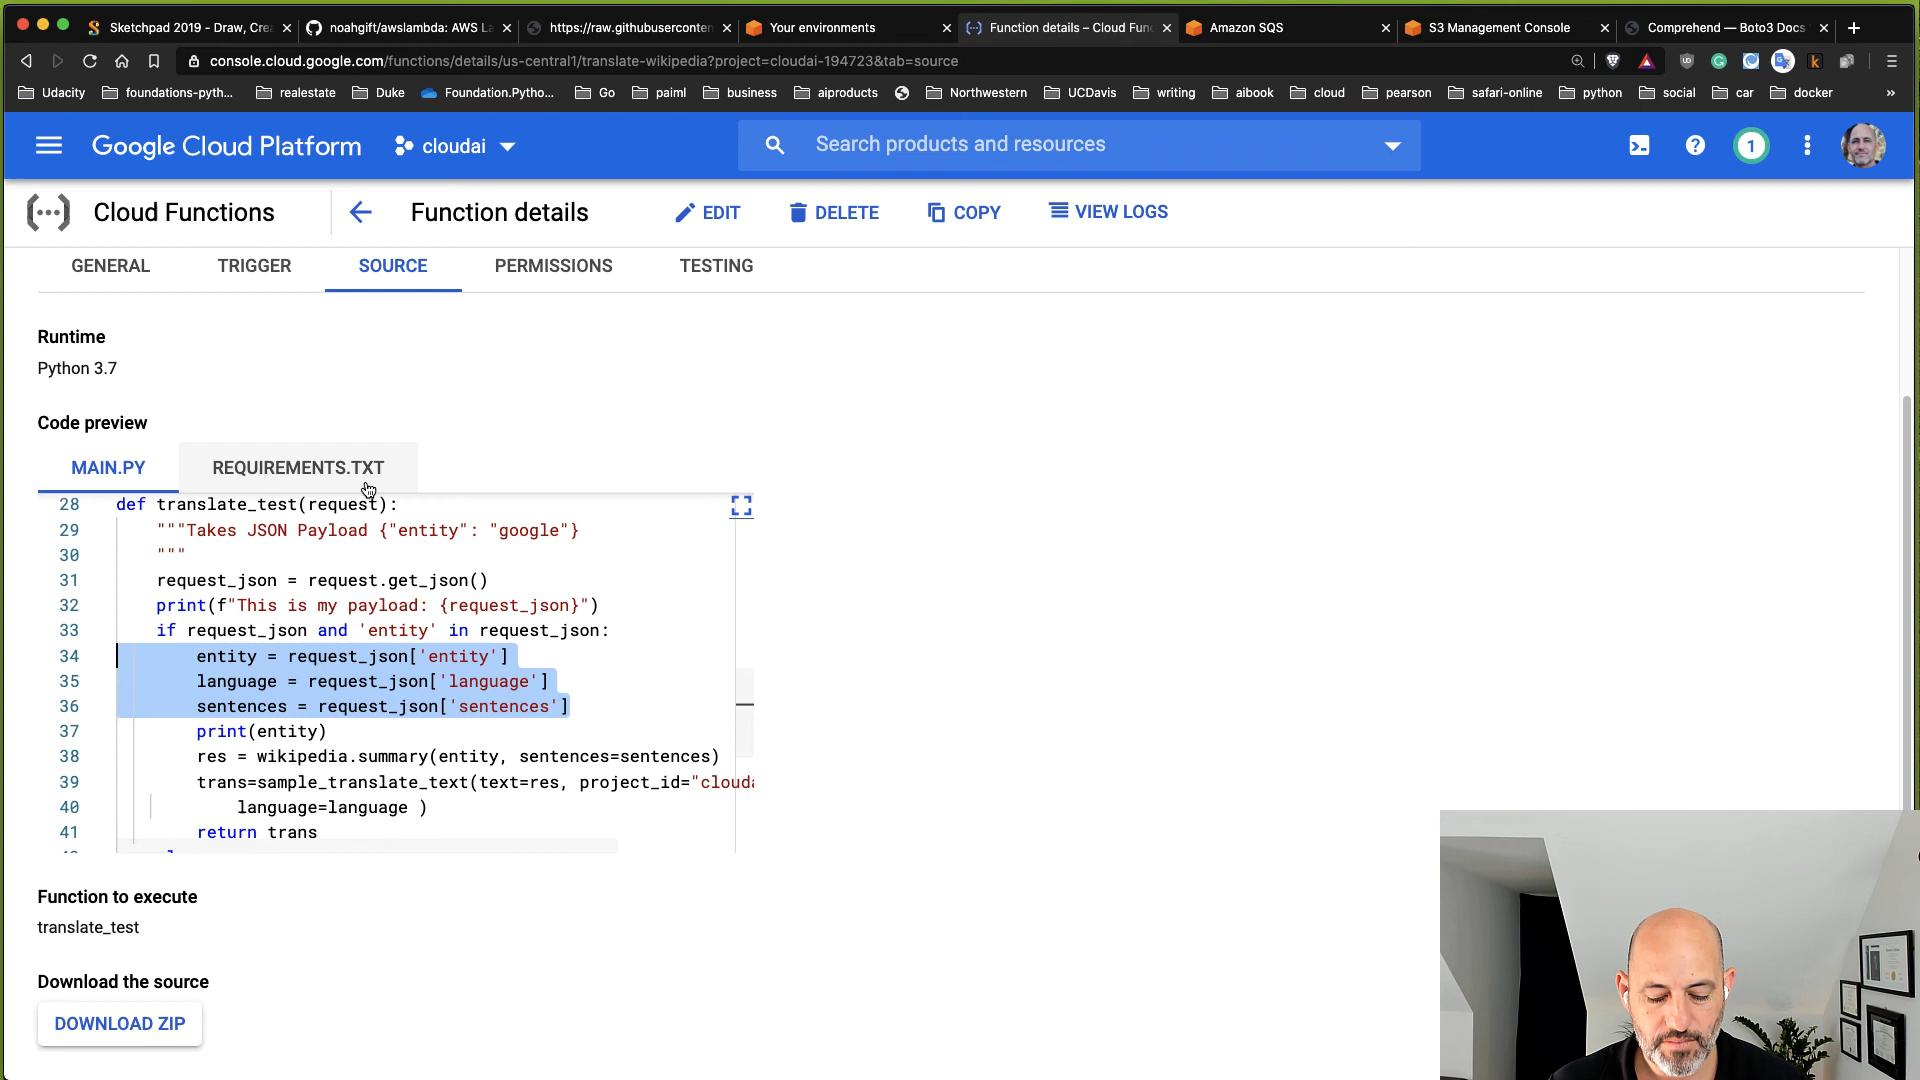 Sketchpad 2019 - Draw, Crea
noahgift/awslambda: AWS La
https://raw.githubuserconten
Your environments
Function details – Cloud Func
Amazon SQS
S3 Management Console
Comprehend — Boto3 Docs
console.cloud.google.com/functions/details/us-central1/translate-wikipedia?project=cloudai-194723&tab=source
Udacity
foundations-pyth...
realestate
Duke
Foundation.Pytho...
Go
paiml
business
aiproducts
Northwestern
UCDavis
writing
aibook
cloud
pearson
safari-online
python
social
car
docker
»
Google Cloud Platform
cloudai
Search products and resources
1
Cloud Functions
Function details
EDIT
DELETE
COPY
VIEW LOGS
GENERAL
TRIGGER
SOURCE
PERMISSIONS
TESTING
Runtime
Python 3.7
Code preview
MAIN.PY
REQUIREMENTS.TXT
28 def translate_test(request):
29 """Takes JSON Payload {"entity": "google"}
30 """
31 request_json = request.get_json()
32 print(f"This is my payload: {request_json}")
33 if request_json and 'entity' in request_json:
34 entity = request_json['entity']
35 language = request_json['language']
36 sentences = request_json['sentences']
37 print(entity)
38 res = wikipedia.summary(entity, sentences=sentences)
39 trans=sample_translate_text(text=res, project_id="clouda
40 language=language )
41 return trans
Function to execute
translate_test
Download the source
DOWNLOAD ZIP